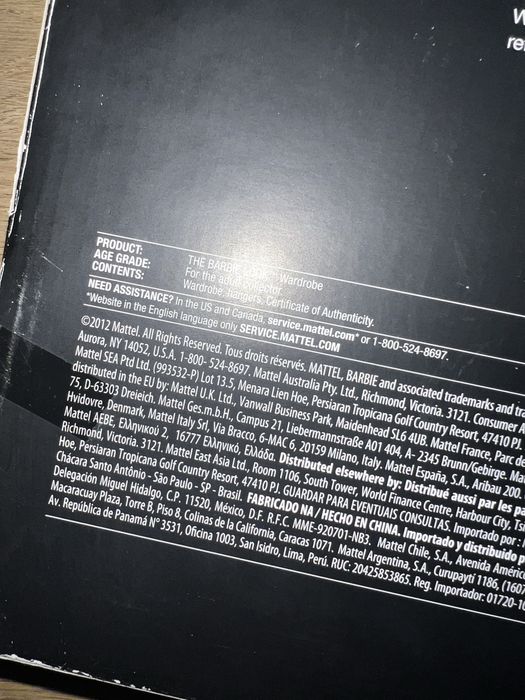 W
re
PRODUCT: THE BARBIE LOOK™ Wardrobe
AGE GRADE: For the adult collector
CONTENTS: Wardrobe, hangers, Certificate of Authenticity.
NEED ASSISTANCE? In the US and Canada, service.mattel.com* or 1-800-524-8697.
*Website in the English language only SERVICE.MATTEL.COM
©2012 Mattel. All Rights Reserved. Tous droits réservés. MATTEL, BARBIE and associated trademarks and tra
Aurora, NY 14052, U.S.A. 1-800- 524-8697. Mattel Australia Pty. Ltd., Richmond, Victoria. 3121. Consumer A
Mattel SEA Ptd Ltd. (993532-P) Lot 13.5, Menara Lien Hoe, Persiaran Tropicana Golf Country Resort, 47410 PJ.
distributed in the EU by: Mattel U.K. Ltd., Vanwall Business Park, Maidenhead SL6 4UB. Mattel France, Parc de
75, D-63303 Dreieich. Mattel Ges.m.b.H., Campus 21, Liebermannstraße A01 404, A- 2345 Brunn/Gebirge. Mat
Hvidovre, Denmark, Mattel Italy Srl, Via Bracco, 6-MAC 6, 20159 Milano, Italy. Mattel España, S.A., Aribau 200.
Mattel AEBE, Ελληνικού 2, 16777 Ελληνικό, Ελλάδα. Distributed elsewhere by: Distribué aussi par les pa
Richmond, Victoria. 3121. Mattel East Asia Ltd., Room 1106, South Tower, World Finance Centre, Harbour City, Ts
Hoe, Persiaran Tropicana Golf Country Resort, 47410 PJ. GUARDAR PARA EVENTUAIS CONSULTAS. Importado por : M
Chácara Santo Antônio - São Paulo - SP - Brasil. FABRICADO NA / HECHO EN CHINA. Importado y distribuido p
Delegación Miguel Hidalgo, C.P. 11520, México, D.F. R.F.C. MME-920701-NB3. Mattel Chile, S.A., Avenida Améric
Macaracuay Plaza, Torre B, Piso 8, Colinas de la California, Caracas 1071. Mattel Argentina, S.A., Curupaytí 1186, (1607
Av. República de Panamá N° 3531, Oficina 1003, San Isidro, Lima, Perú. RUC: 20425853865. Reg. Importador: 01720-10